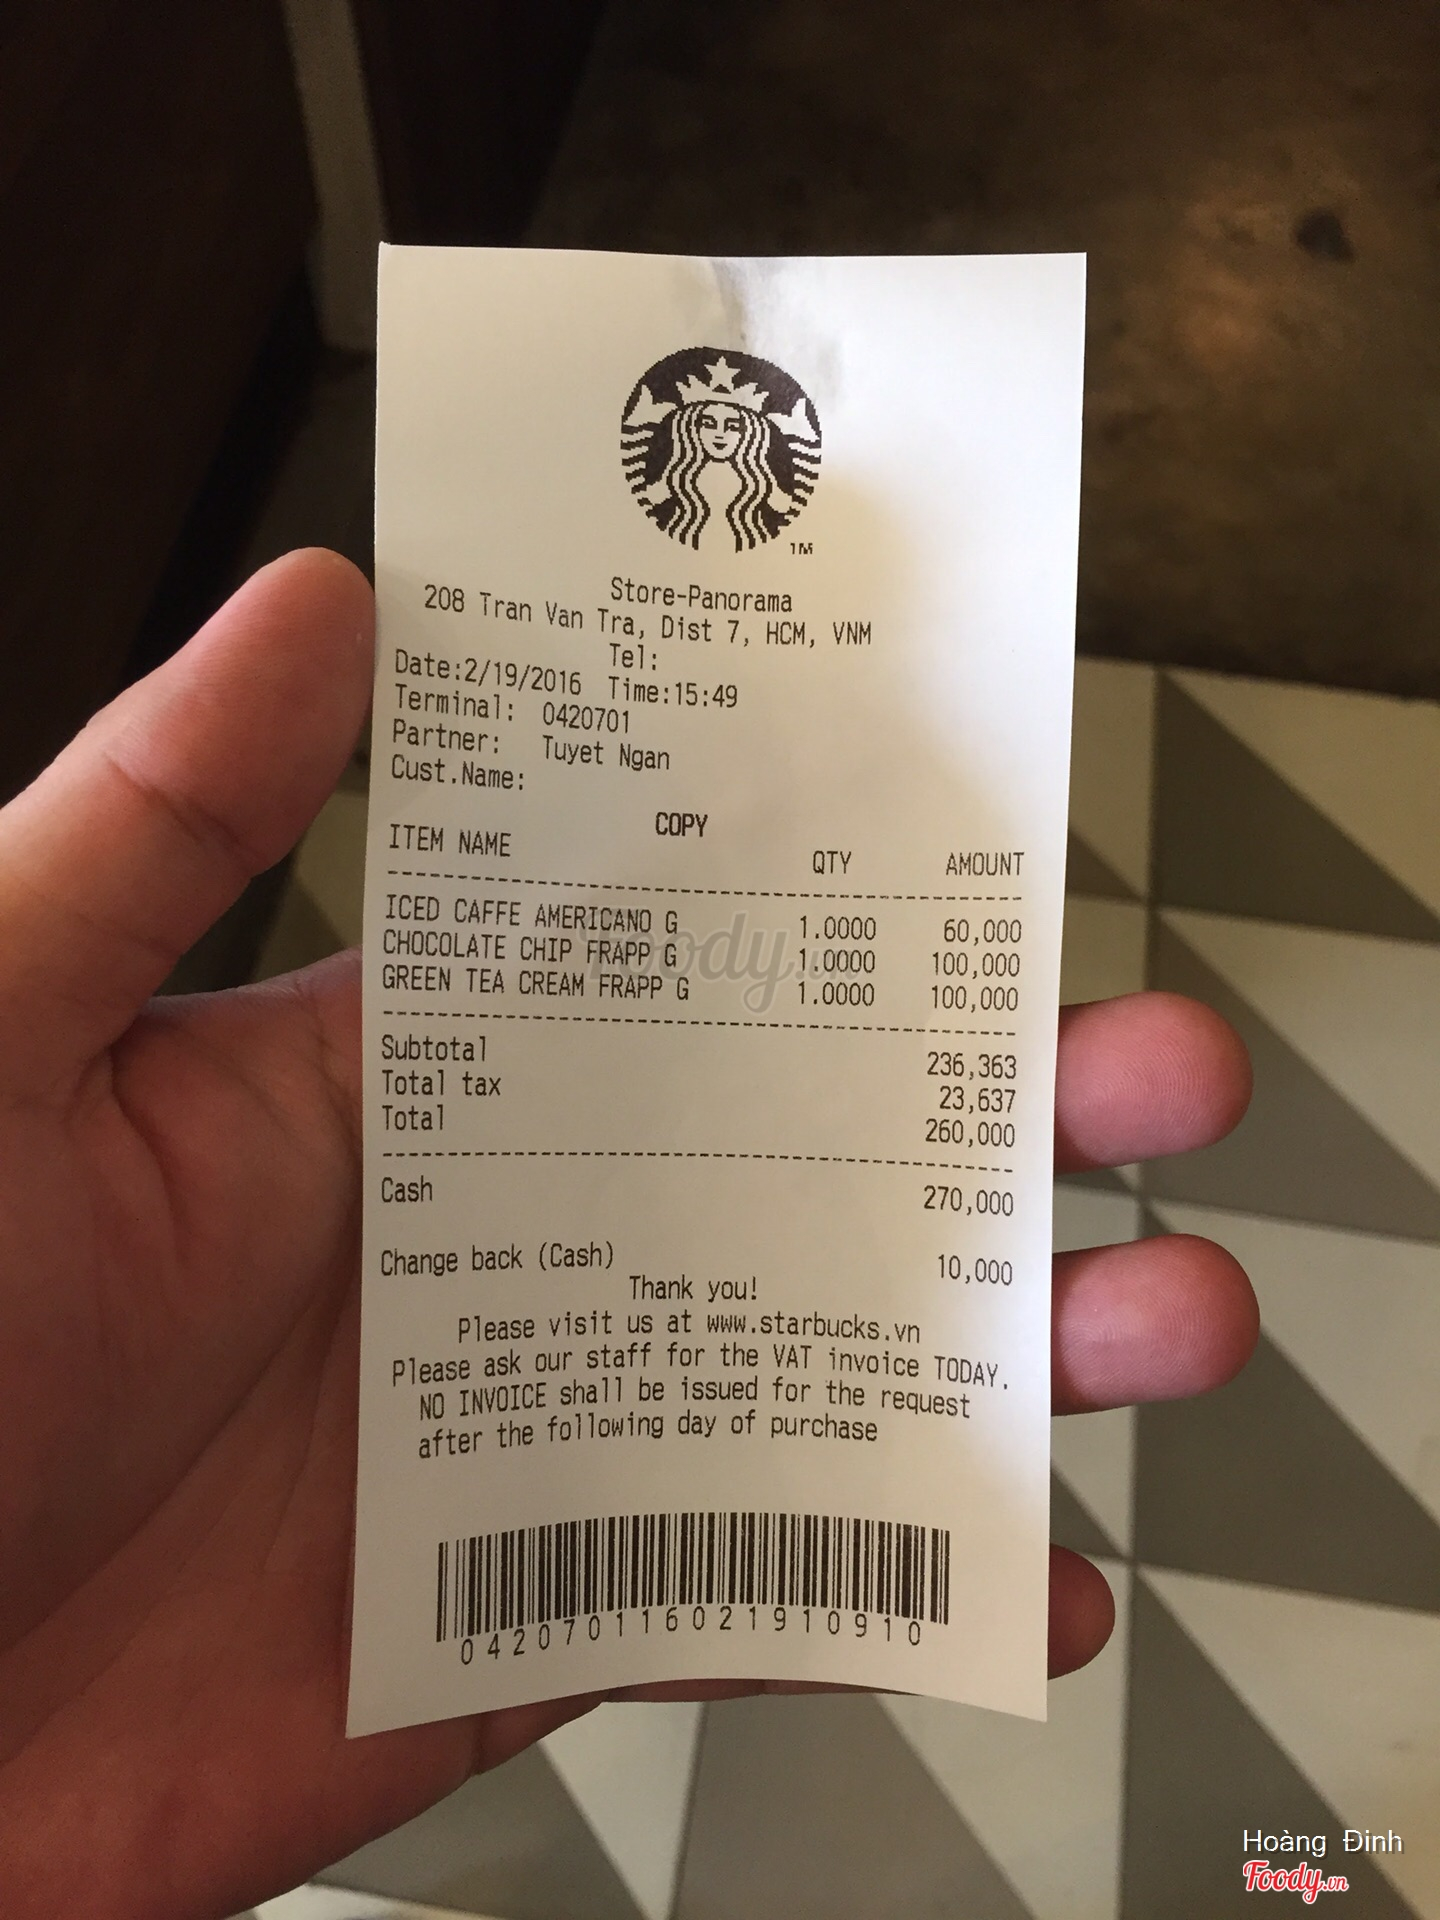 TM
Store-Panorama
208 Tran Van Tra, Dist 7, HCM, VNM
Tel:
Date:2/19/2016 Time:15:49
Terminal: 0420701
Partner: Tuyet Ngan
Cust.Name:
COPY
ITEM NAME QTY AMOUNT
ICED CAFFE AMERICANO G 1.0000 60,000
CHOCOLATE CHIP FRAPP G 1.0000 100,000
GREEN TEA CREAM FRAPP G 1.0000 100,000
Subtotal 236,363
Total tax 23,637
Total 260,000
Cash 270,000
Change back (Cash) 10,000
Thank you!
Please visit us at www.starbucks.vn
Please ask our staff for the VAT invoice TODAY.
NO INVOICE shall be issued for the request
after the following day of purchase
042070116021910910
Foody.vn
Hoàng Đinh
Foody.vn